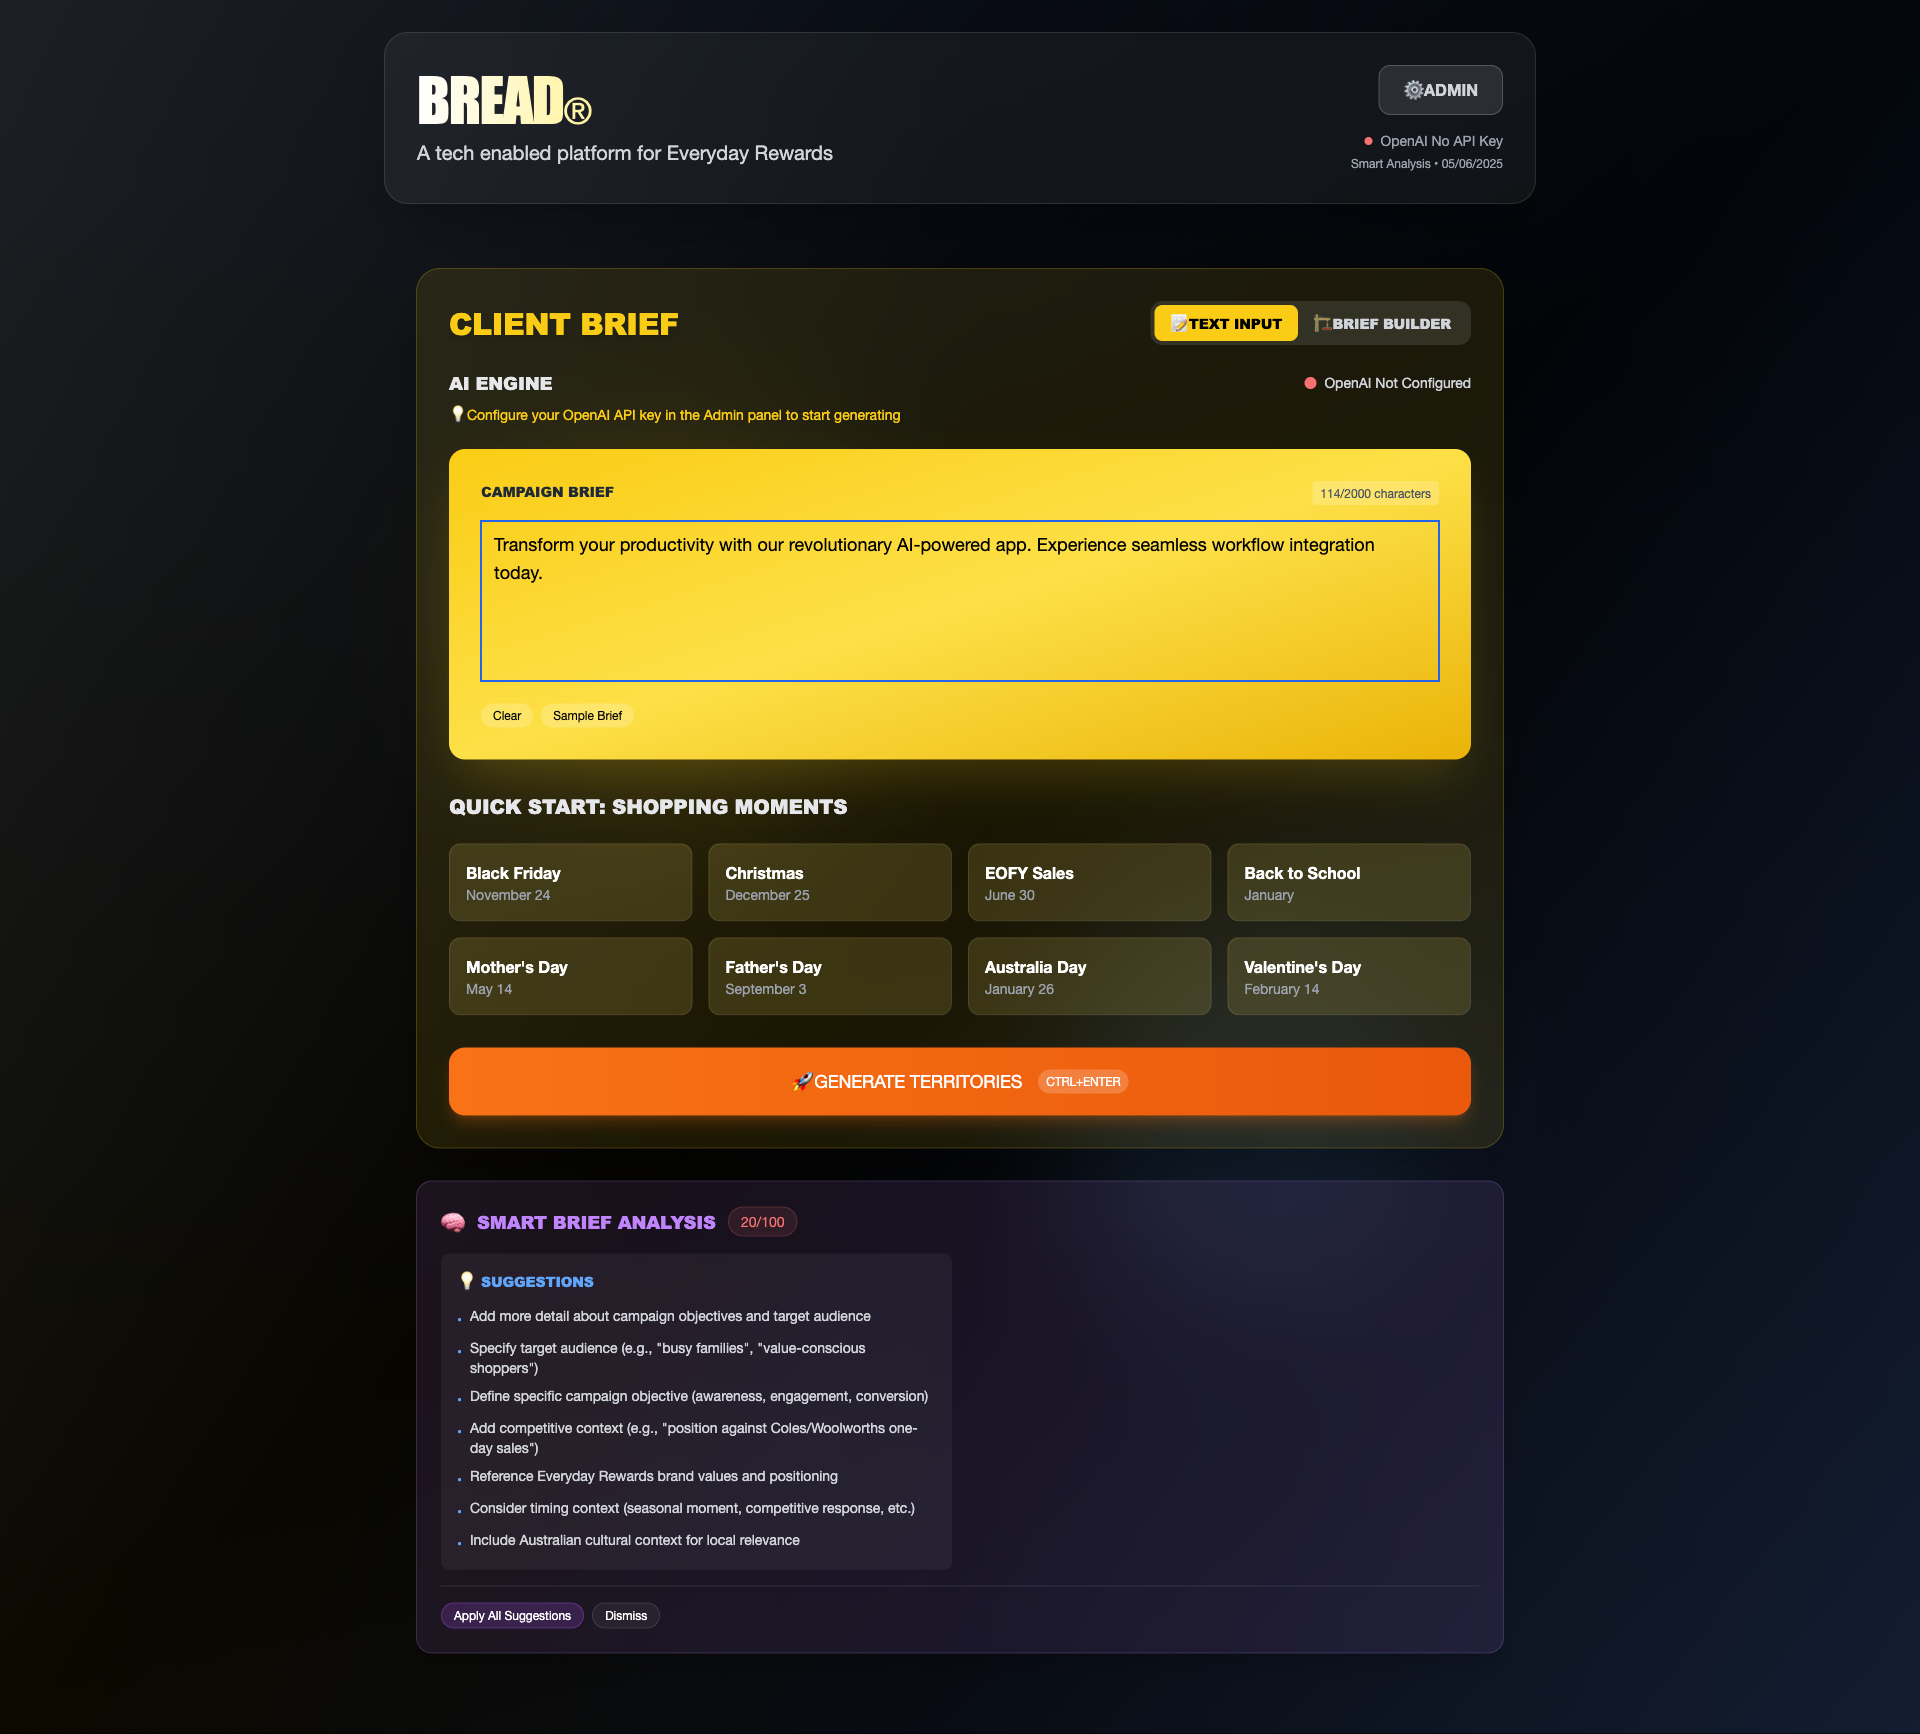 BREAD®
A tech enabled platform for Everyday Rewards
⚙️ADMIN
OpenAI No API Key
Smart Analysis • 05/06/2025
CLIENT BRIEF
📝TEXT INPUT
🏗️BRIEF BUILDER
AI ENGINE
OpenAI Not Configured
💡Configure your OpenAI API key in the Admin panel to start generating
CAMPAIGN BRIEF
114/2000 characters
Transform your productivity with our revolutionary AI-powered app. Experience seamless workflow integration
today.
Clear
Sample Brief
QUICK START: SHOPPING MOMENTS
Black Friday
November 24
Christmas
December 25
EOFY Sales
June 30
Back to School
January
Mother's Day
May 14
Father's Day
September 3
Australia Day
January 26
Valentine's Day
February 14
🚀GENERATE TERRITORIES CTRL+ENTER
🧠 SMART BRIEF ANALYSIS 20/100
💡 SUGGESTIONS
• Add more detail about campaign objectives and target audience
• Specify target audience (e.g., "busy families", "value-conscious
shoppers")
• Define specific campaign objective (awareness, engagement, conversion)
• Add competitive context (e.g., "position against Coles/Woolworths one-
day sales")
• Reference Everyday Rewards brand values and positioning
• Consider timing context (seasonal moment, competitive response, etc.)
• Include Australian cultural context for local relevance
Apply All Suggestions
Dismiss